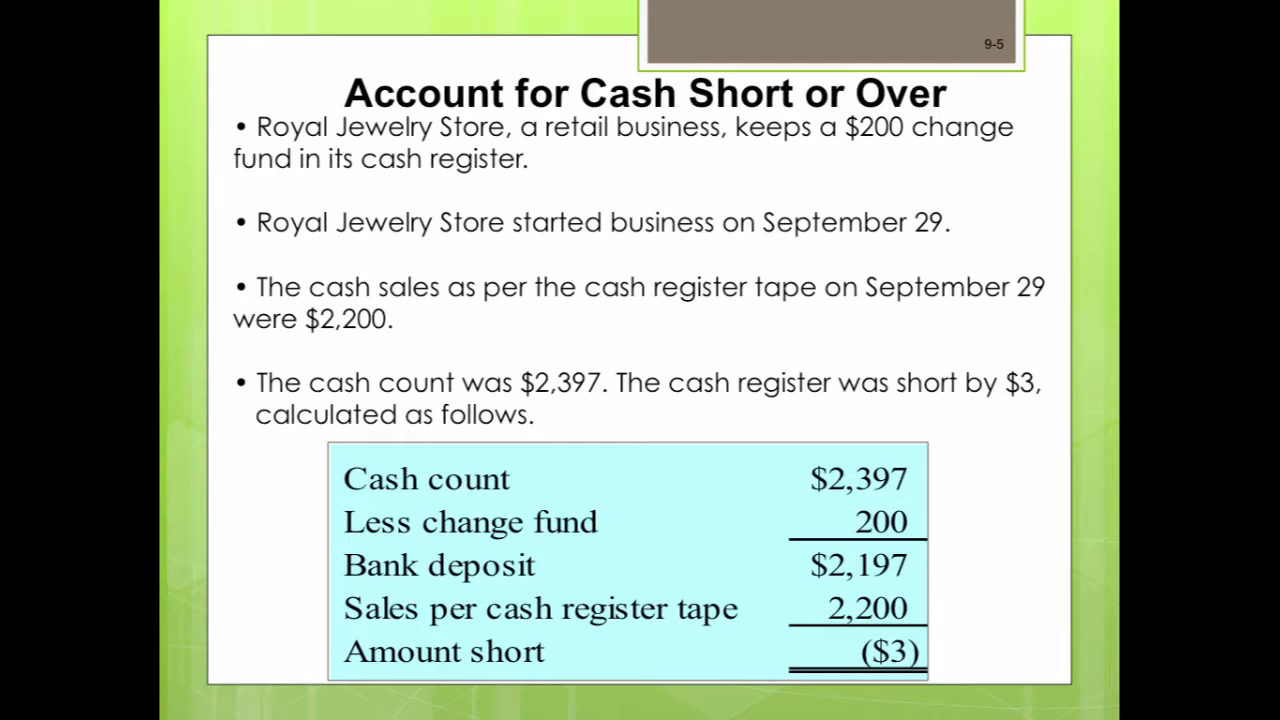 9-5
Account for Cash Short or Over
• Royal Jewelry Store, a retail business, keeps a $200 change
fund in its cash register.
• Royal Jewelry Store started business on September 29.
• The cash sales as per the cash register tape on September 29
were $2,200.
• The cash count was $2,397. The cash register was short by $3,
calculated as follows.
Cash count $2,397
Less change fund 200
Bank deposit $2,197
Sales per cash register tape 2,200
Amount short ($3)